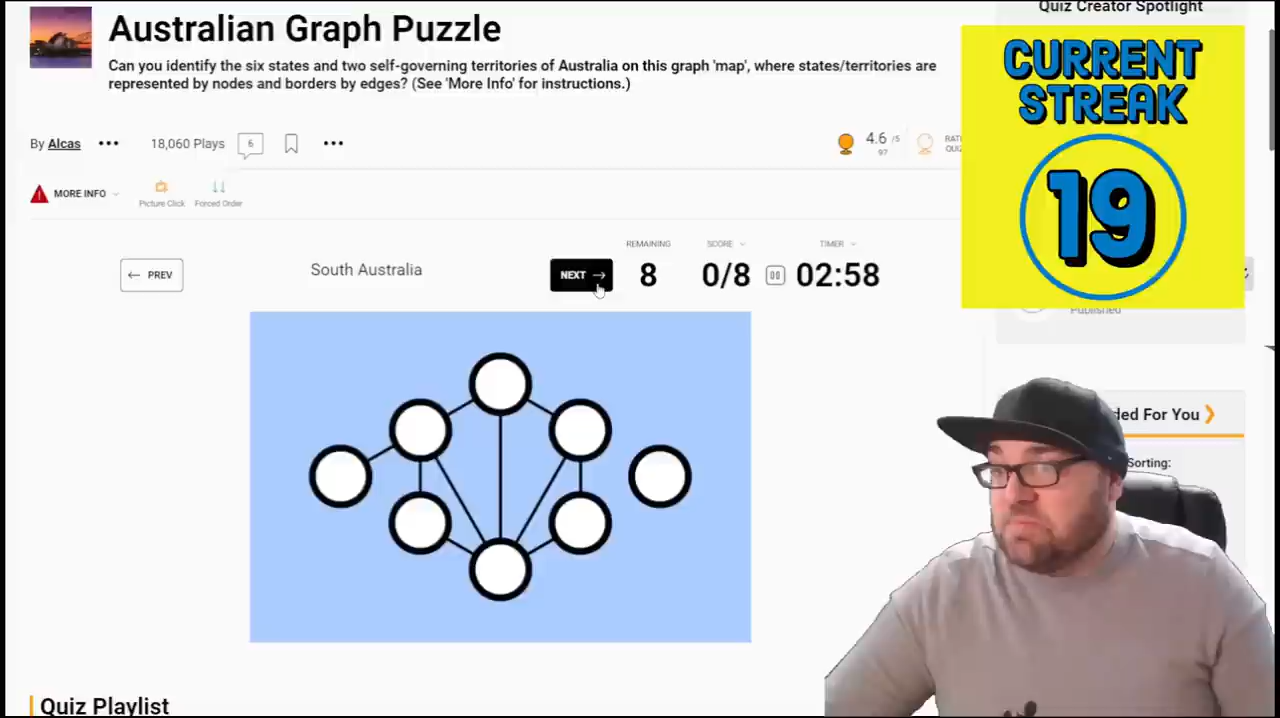 Quiz Creator Spotlight
Australian Graph Puzzle
Can you identify the six states and two self-governing territories of Australia on this graph 'map', where states/territories are
represented by nodes and borders by edges? (See 'More Info' for instructions.)
CURRENT
STREAK
19
By Alcas ••• 18,060 Plays 6 •••
4.6 /5
97
MORE INFO
Picture Click
Forced Order
REMAINING SCORE TIMER
← PREV South Australia NEXT → 8 0/8 02:58
Published
For You
Sorting:
Quiz Playlist